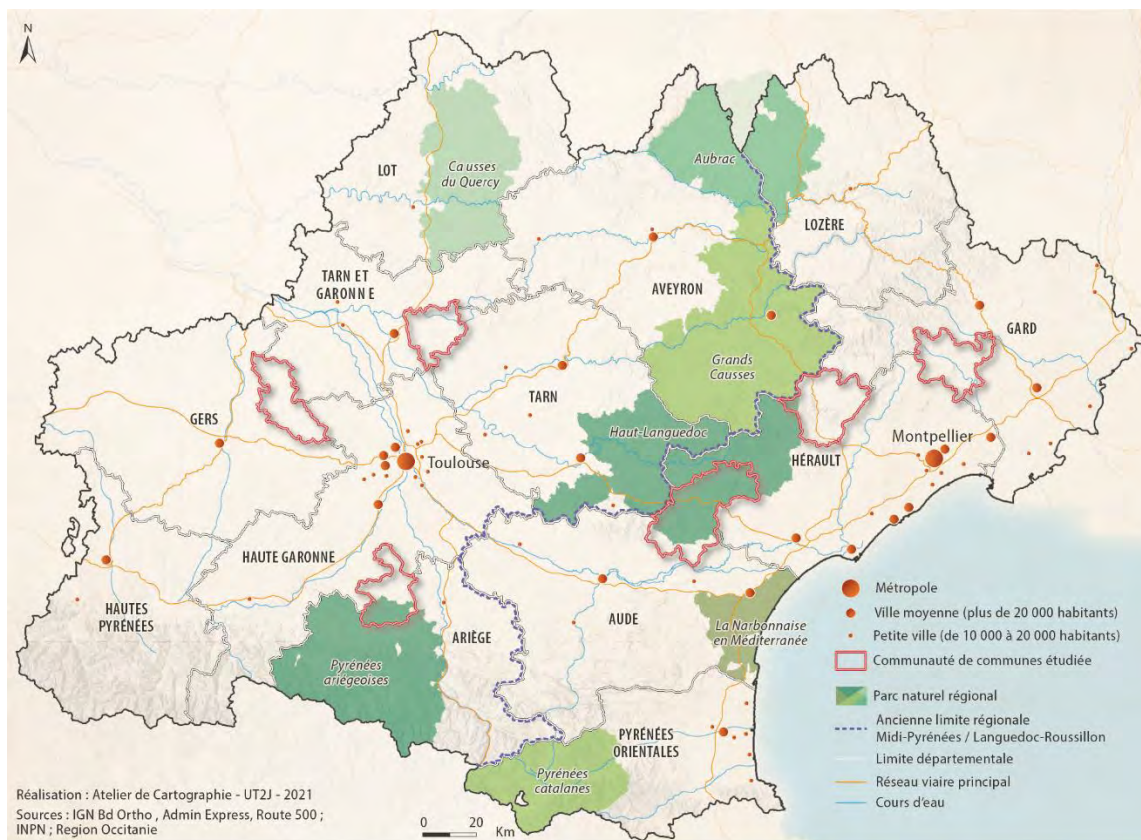 N
LOT
Causses
du Quercy
Aubrac
LOZÈRE
TARN ET
GARONNE
AVEYRON
GARD
Grands
Causses
GERS
TARN
Haut-Languedoc
Toulouse
HÉRAULT
Montpellier
HAUTE GARONNE
HAUTES
PYRÉNÉES
ARIÈGE
AUDE
La Narbonnaise
en Méditerranée
Pyrénées
ariégeoises
PYRÉNÉES
ORIENTALES
Pyrénées
catalanes
Métropole
Ville moyenne (plus de 20 000 habitants)
Petite ville (de 10 000 à 20 000 habitants)
Communauté de communes étudiée
Parc naturel régional
Ancienne limite régionale
Midi-Pyrénées / Languedoc-Roussillon
Limite départementale
Réseau viaire principal
Cours d'eau
Réalisation : Atelier de Cartographie - UT2J - 2021
Sources : IGN Bd Ortho , Admin Express, Route 500 ;
INPN ; Region Occitanie
0 20
Km